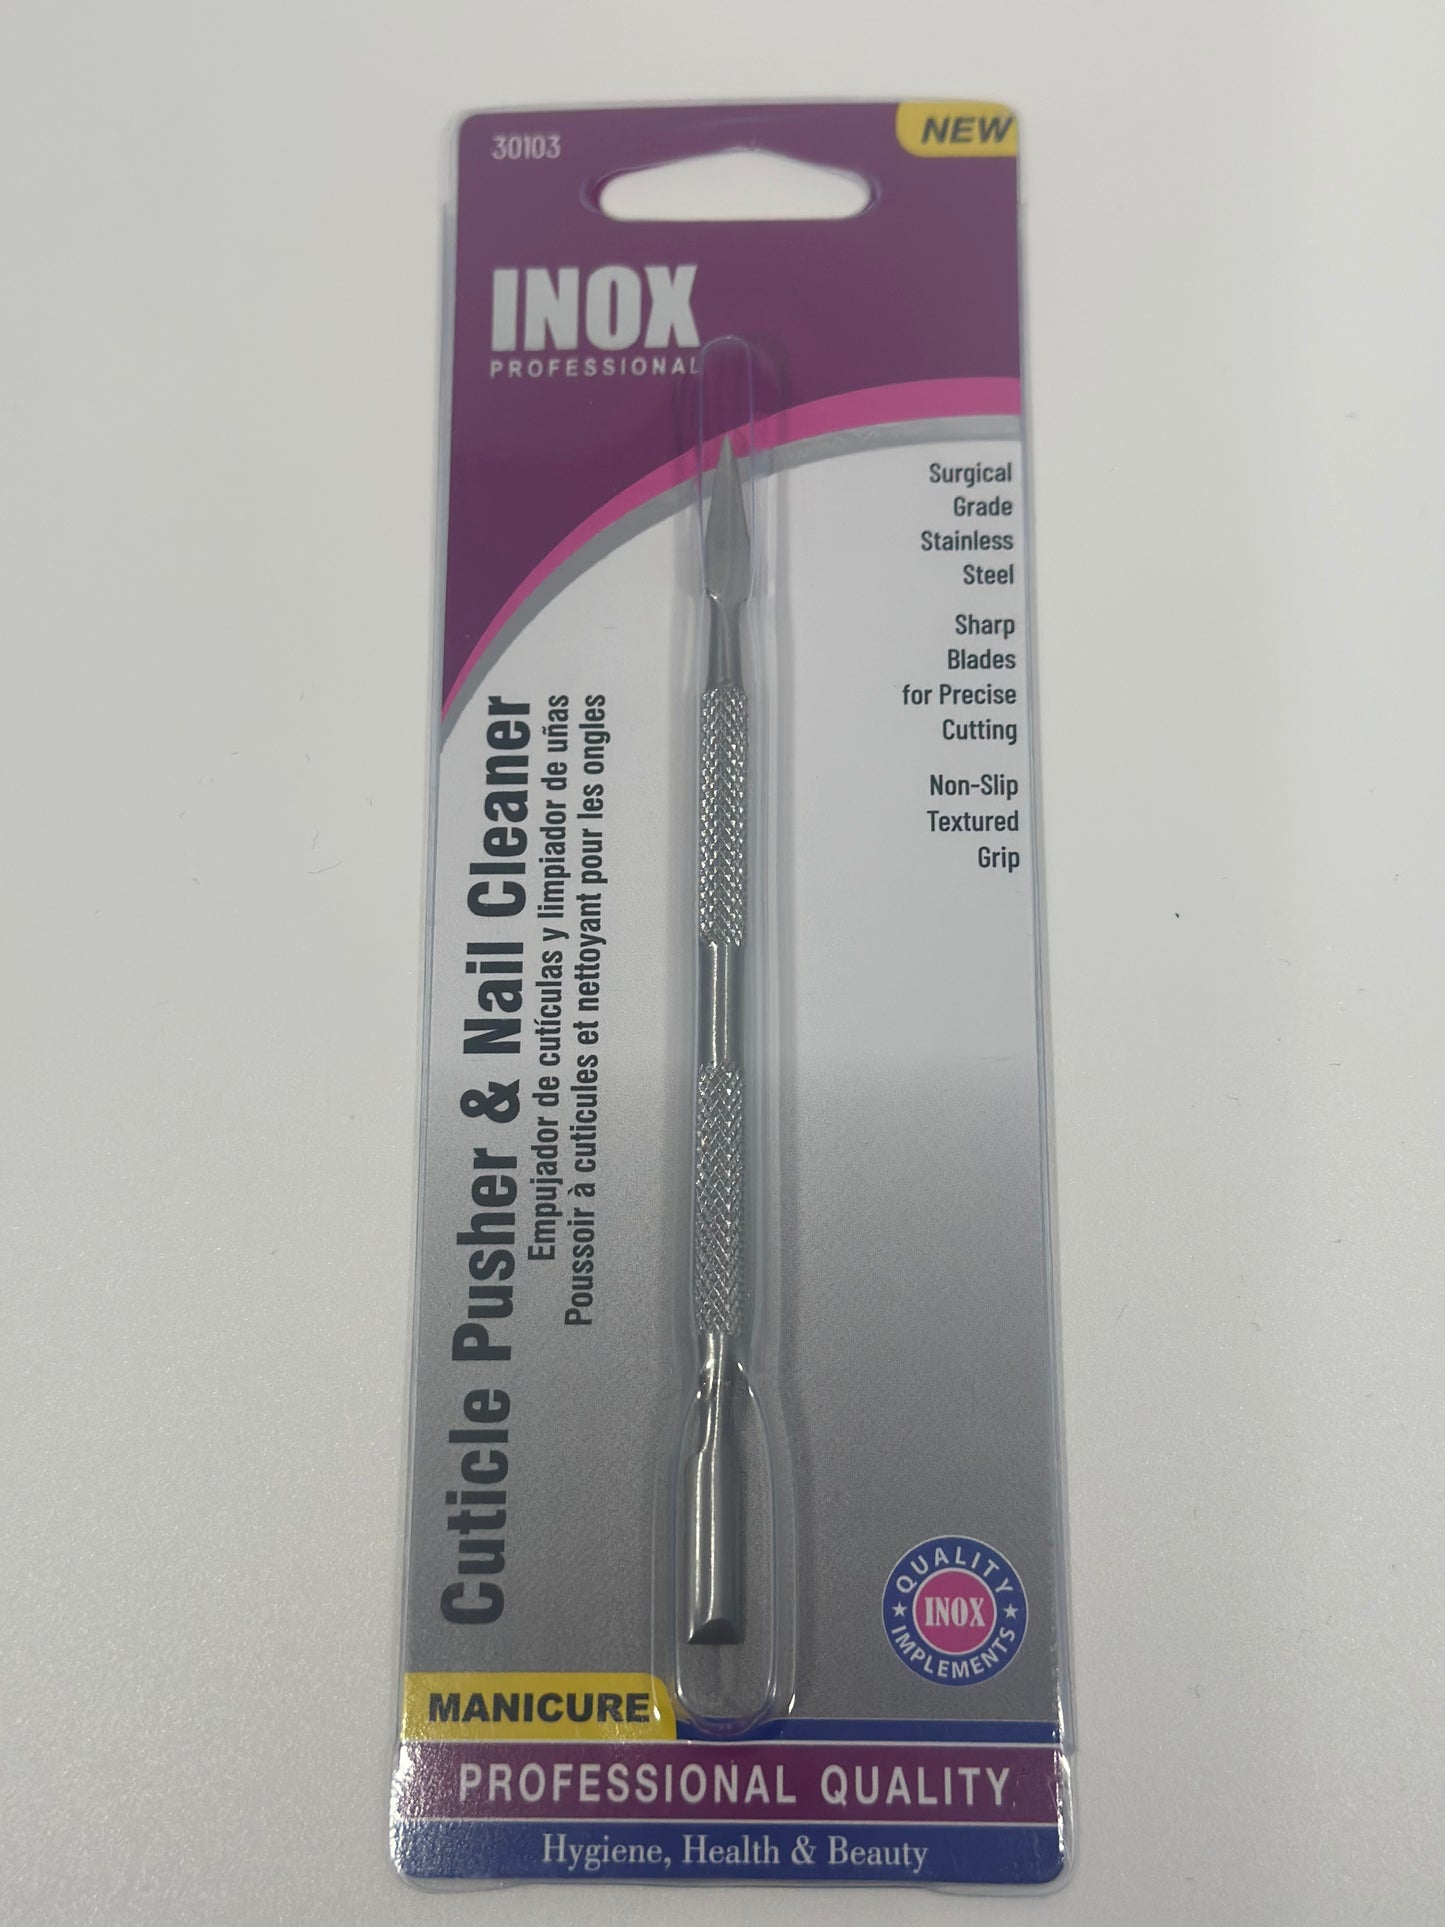 30103
NEW
INOX
PROFESSIONAL
Surgical
Grade
Stainless
Steel
Sharp
Blades
for Precise
Cutting
Non-Slip
Textured
Grip
Cuticle Pusher & Nail Cleaner
Empujador de cutículas y limpiador de uñas
Poussoir à cuticules et nettoyant pour les ongles
QUALITY
INOX
IMPLEMENTS
MANICURE
PROFESSIONAL QUALITY
Hygiene, Health & Beauty